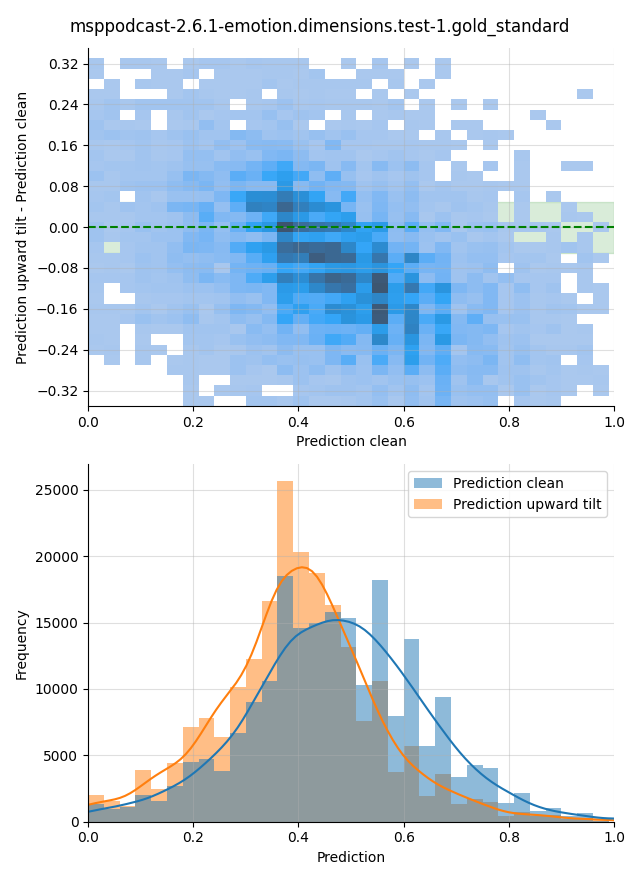 msppodcast-2.6.1-emotion.dimensions.test-1.gold_standard
Prediction upward tilt - Prediction clean
0.32
0.24
0.16
0.08
0.00
−0.08
−0.16
−0.24
−0.32
0.0 0.2 0.4 0.6 0.8 1.0
Prediction clean
Prediction clean
Prediction upward tilt
Frequency
25000
20000
15000
10000
5000
0
0.0 0.2 0.4 0.6 0.8 1.0
Prediction